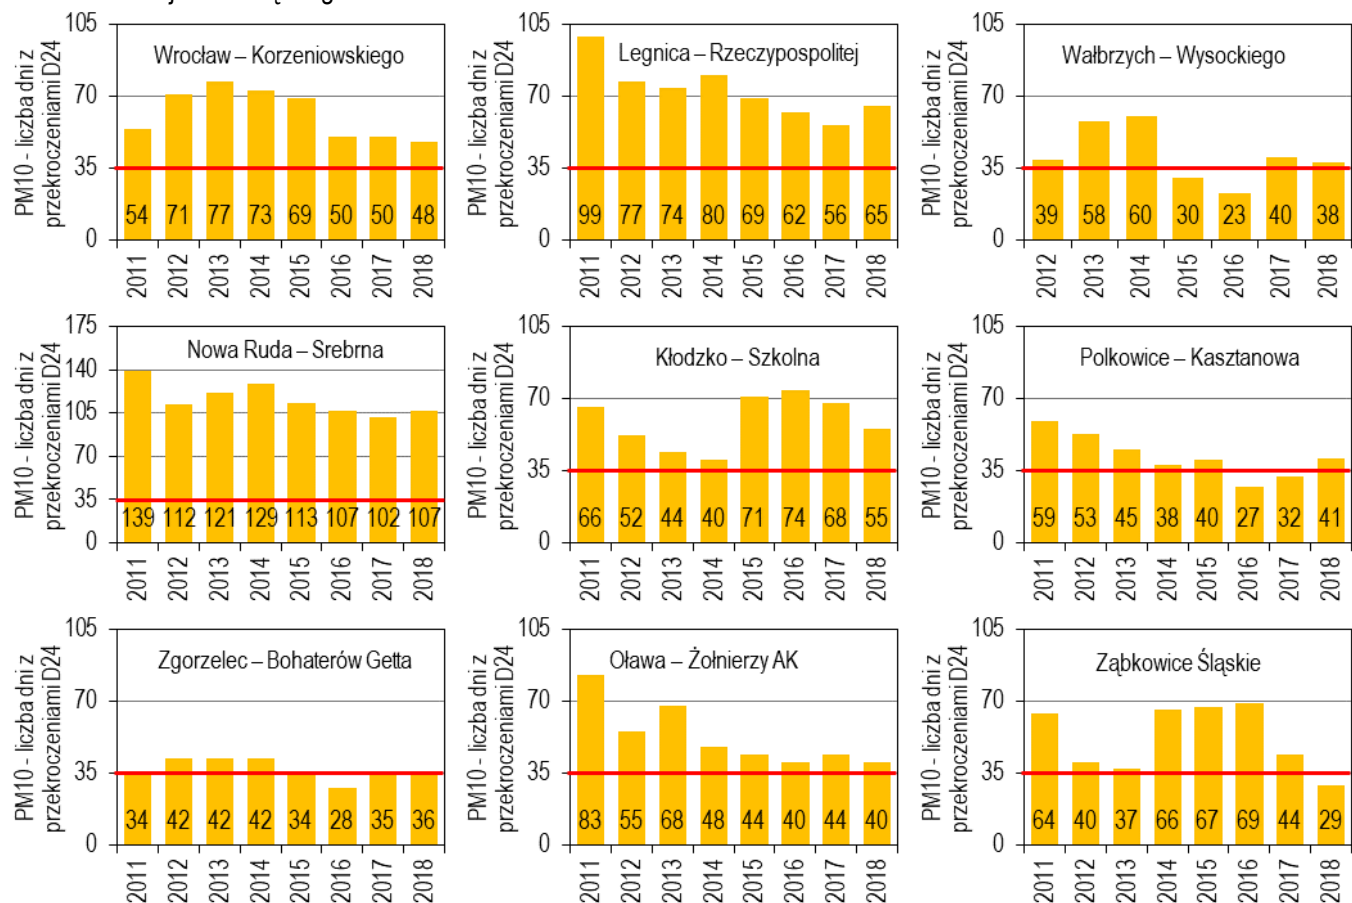 PM10 - liczba dni z
przekroczeniami D24
105
70
35
0
Wrocław – Korzeniowskiego
54 71 77 73 69 50 50 48
2011 2012 2013 2014 2015 2016 2017 2018
PM10 - liczba dni z
przekroczeniami D24
105
70
35
0
Legnica – Rzeczypospolitej
99 77 74 80 69 62 56 65
2011 2012 2013 2014 2015 2016 2017 2018
PM10 - liczba dni z
przekroczeniami D24
105
70
35
0
Wałbrzych – Wysockiego
39 58 60 30 23 40 38
2012 2013 2014 2015 2016 2017 2018
PM10 - liczba dni z
przekroczeniami D24
175
140
105
70
35
0
Nowa Ruda – Srebrna
139 112 121 129 113 107 102 107
2011 2012 2013 2014 2015 2016 2017 2018
PM10 - liczba dni z
przekroczeniami D24
105
70
35
0
Kłodzko – Szkolna
66 52 44 40 71 74 68 55
2011 2012 2013 2014 2015 2016 2017 2018
PM10 - liczba dni z
przekroczeniami D24
105
70
35
0
Polkowice – Kasztanowa
59 53 45 38 40 27 32 41
2011 2012 2013 2014 2015 2016 2017 2018
PM10 - liczba dni z
przekroczeniami D24
105
70
35
0
Zgorzelec – Bohaterów Getta
34 42 42 42 34 28 35 36
2011 2012 2013 2014 2015 2016 2017 2018
PM10 - liczba dni z
przekroczeniami D24
105
70
35
0
Oława – Żołnierzy AK
83 55 68 48 44 40 44 40
2011 2012 2013 2014 2015 2016 2017 2018
PM10 - liczba dni z
przekroczeniami D24
105
70
35
0
Ząbkowice Śląskie
64 40 37 66 67 69 44 29
2011 2012 2013 2014 2015 2016 2017 2018